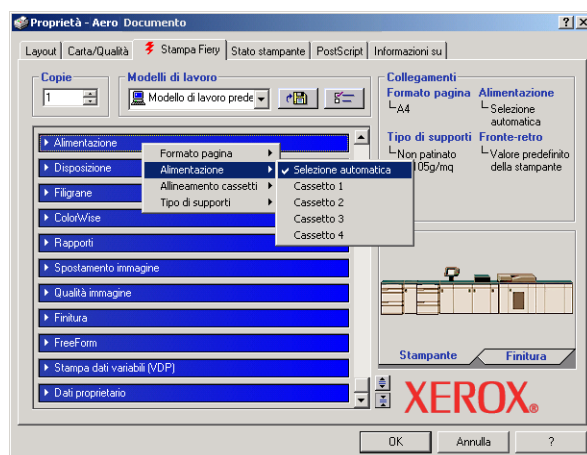 Proprietà - Aero Documento
Layout Carta/Qualità Stampa Fiery Stato stampante PostScript Informazioni su
Copie
1
Modelli di lavoro
Modello di lavoro prede
Collegamenti
Formato pagina
A4
Alimentazione
Selezione
automatica
Tipo di supporti
Non patinato
105g/mq
Fronte-retro
Valore predefinito
della stampante
Alimentazione
Disposizione
Filigrane
ColorWise
Rapporti
Spostamento immagine
Qualità immagine
Finitura
FreeForm
Stampa dati variabili (VDP)
Dati proprietario
Formato pagina
Alimentazione
Allineamento cassetti
Tipo di supporti
Selezione automatica
Cassetto 1
Cassetto 2
Cassetto 3
Cassetto 4
Stampante Finitura
XEROX®
OK Annulla ?